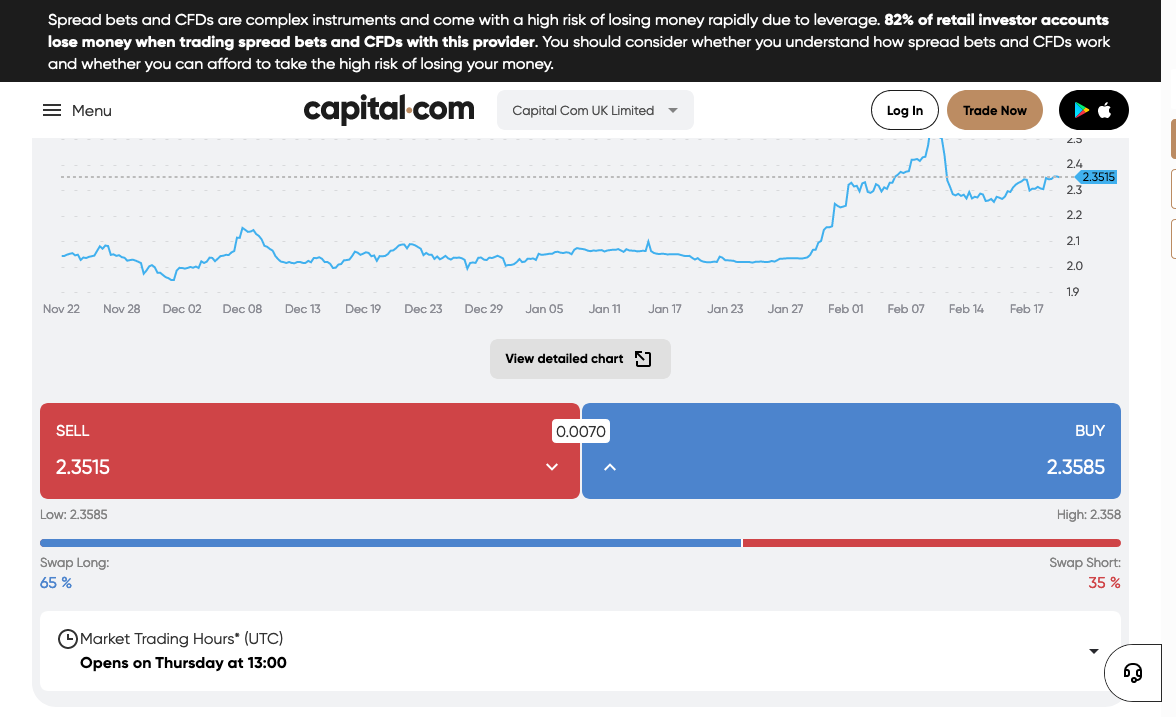 Spread bets and CFDs are complex instruments and come with a high risk of losing money rapidly due to leverage. 82% of retail investor accounts
lose money when trading spread bets and CFDs with this provider. You should consider whether you understand how spread bets and CFDs work
and whether you can afford to take the high risk of losing your money.
Menu
capital.com
Capital Com UK Limited
Log In
Trade Now
2.5
2.4
2.3515
2.3
2.2
2.1
2.0
1.9
Nov 22 Nov 28 Dec 02 Dec 08 Dec 13 Dec 19 Dec 23 Dec 29 Jan 05 Jan 11 Jan 17 Jan 23 Jan 27 Feb 01 Feb 07 Feb 14 Feb 17
View detailed chart
SELL
0.0070
BUY
2.3515
2.3585
Low: 2.3585
High: 2.358
Swap Long:
Swap Short:
65 %
35 %
Market Trading Hours* (UTC)
Opens on Thursday at 13:00